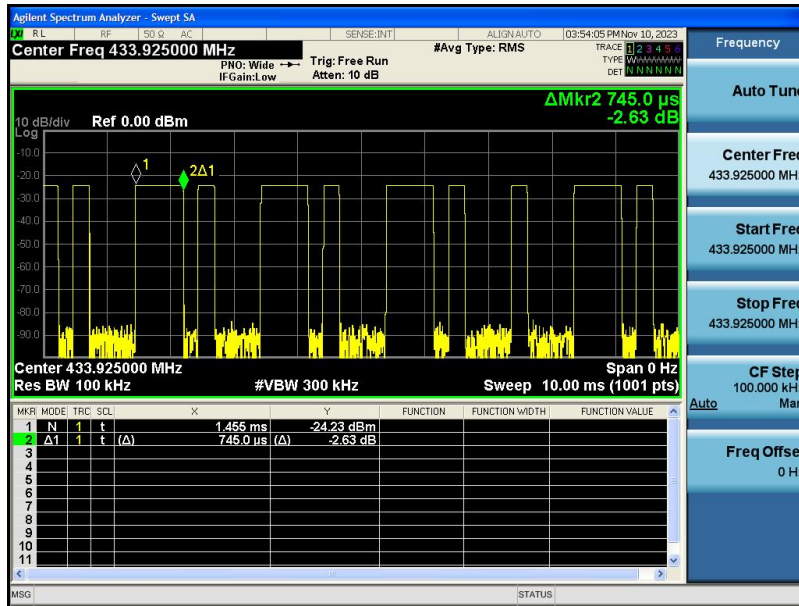 Agilent Spectrum Analyzer - Swept SA
LXI RL RF 50 Ω AC SENSE:INT ALIGNAUTO 03:54:05 PM Nov 10, 2023
Center Freq 433.925000 MHz
#Avg Type: RMS
TRACE 1 2 3 4 5 6
PNO: Wide Trig: Free Run
TYPE W
IFGain:Low Atten: 10 dB
DET N N N N N N
ΔMkr2 745.0 µs
-2.63 dB
10 dB/div Ref 0.00 dBm
Log
-10.0
-20.0
-30.0
-40.0
-50.0
-60.0
-70.0
-80.0
-90.0
1
2Δ1
Center 433.925000 MHz Span 0 Hz
Res BW 100 kHz #VBW 300 kHz Sweep 10.00 ms (1001 pts)
MKR MODE TRC SCL X Y FUNCTION FUNCTION WIDTH FUNCTION VALUE
1 N 1 t 1.455 ms -24.23 dBm
2 Δ1 1 t (Δ) 745.0 µs (Δ) -2.63 dB
3
4
5
6
7
8
9
10
11
MSG STATUS
Frequency
Auto Tune
Center Freq
433.925000 MH
Start Freq
433.925000 MH
Stop Freq
433.925000 MH
CF Step
100.000 kH
Auto Man
Freq Offse
0 H